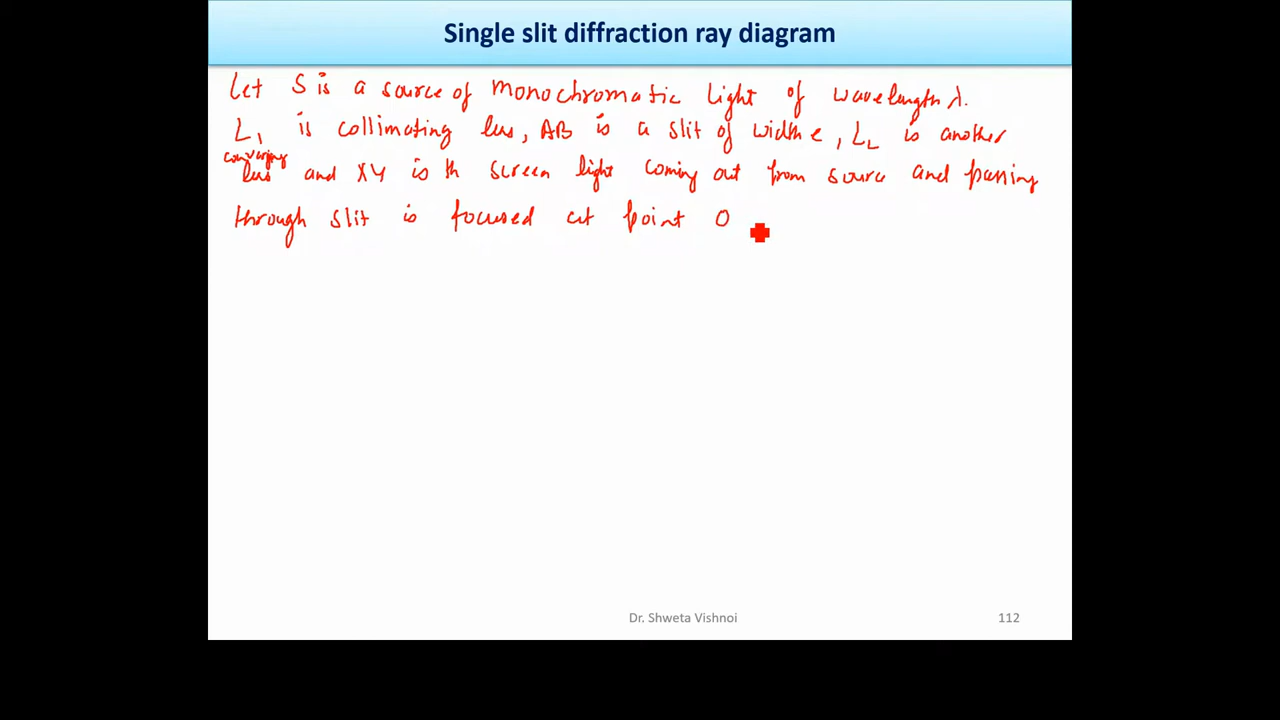 Single slit diffraction ray diagram
Let S is a source of monochromatic light of wavelength λ.
L₁ is collimating lens, AB is a slit of width e, L₂ is another
converging
lens and XY is th screen light coming out from source and passing
through slit is focused at point O
Dr. Shweta Vishnoi
112